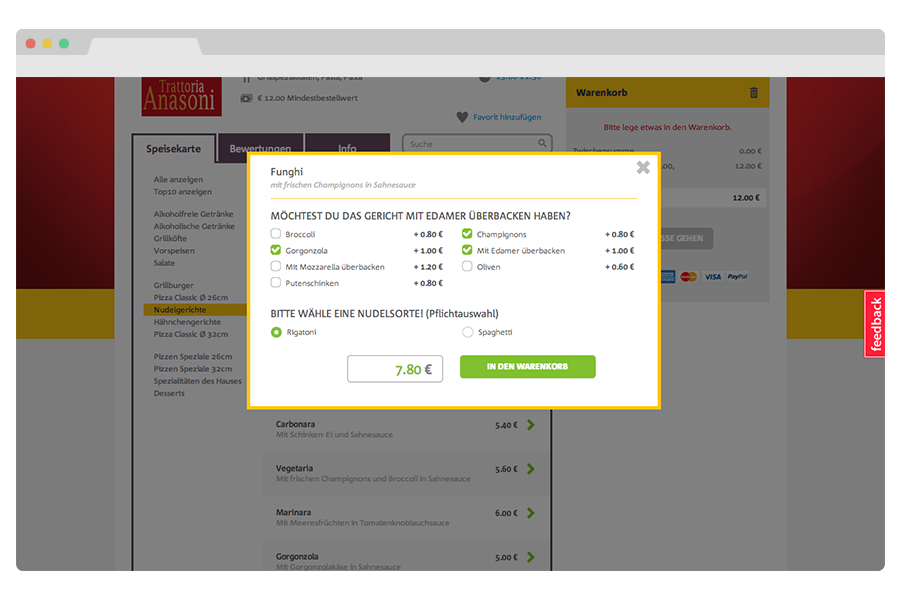 Trattoria
Anasoni
Grillspezialitäten, Pasta, Pizza
€ 12.00 Mindestbestellwert
Favorit hinzufügen
Warenkorb
Bitte lege etwas in den Warenkorb.
Zwischensumme 0.00 €
00, 12.00 €
12.00 €
SSE GEHEN
VISA PayPal
Speisekarte Bewertungen Info
Suche
Alle anzeigen
Top10 anzeigen
Alkoholfreie Getränke
Alkoholische Getränke
Grillköfte
Vorspeisen
Salate
Grillburger
Pizza Classic Ø 26cm
Nudelgerichte
Hähnchengerichte
Pizza Classic Ø 32cm
Pizzen Speziale 26cm
Pizzen Speziale 32cm
Spezialitäten des Hauses
Desserts
Funghi
mit frischen Champignons in Sahnesauce
MÖCHTEST DU DAS GERICHT MIT EDAMER ÜBERBACKEN HABEN?
Broccoli + 0.80 € Champignons + 0.80 €
Gorgonzola + 1.00 € Mit Edamer überbacken + 1.00 €
Mit Mozzarella überbacken + 1.20 € Oliven + 0.60 €
Putenschinken + 0.80 €
BITTE WÄHLE EINE NUDELSORTE! (Pflichtauswahl)
Rigatoni Spaghetti
7.80 € IN DEN WARENKORB
Carbonara 5.40 €
Mit Schinken- Ei und Sahnesauce
Vegetaria 5.60 €
Mit frischen Champignons und Broccoli in Sahnesauce
Marinara 6.00 €
Mit Meeresfrüchten in Tomatenknoblauchsauce
Gorgonzola 5.00 €
Mit Gorgonzolakäse in Sahnesauce
feedback